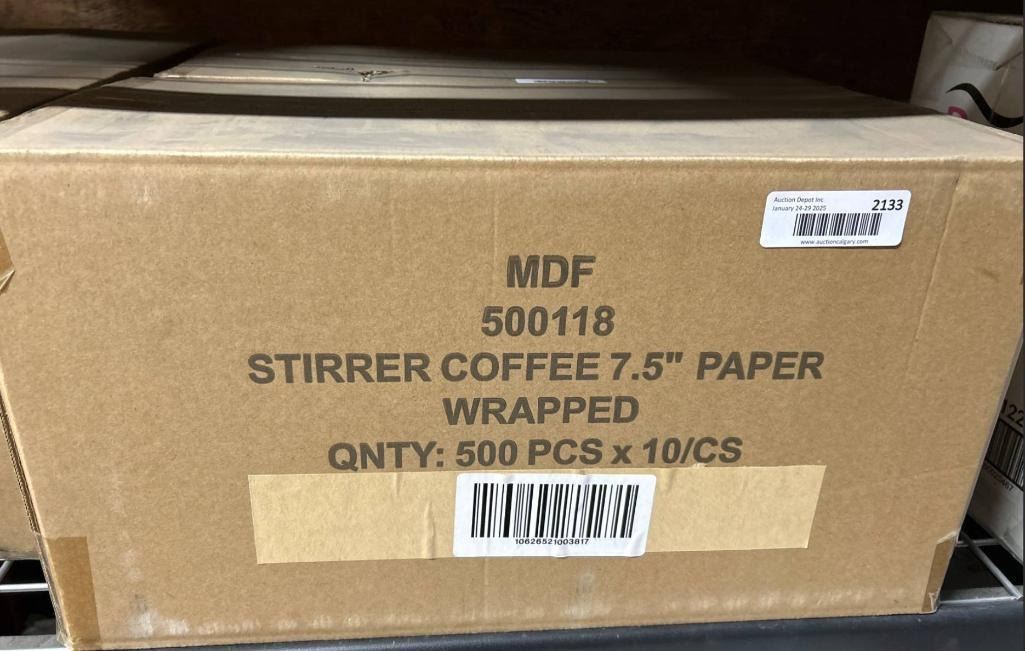 Auction Depot Inc
January 24-29 2025
2133
www.auctioncalgary.com
MDF
500118
STIRRER COFFEE 7.5" PAPER
WRAPPED
QNTY: 500 PCS x 10/CS
10626521003817